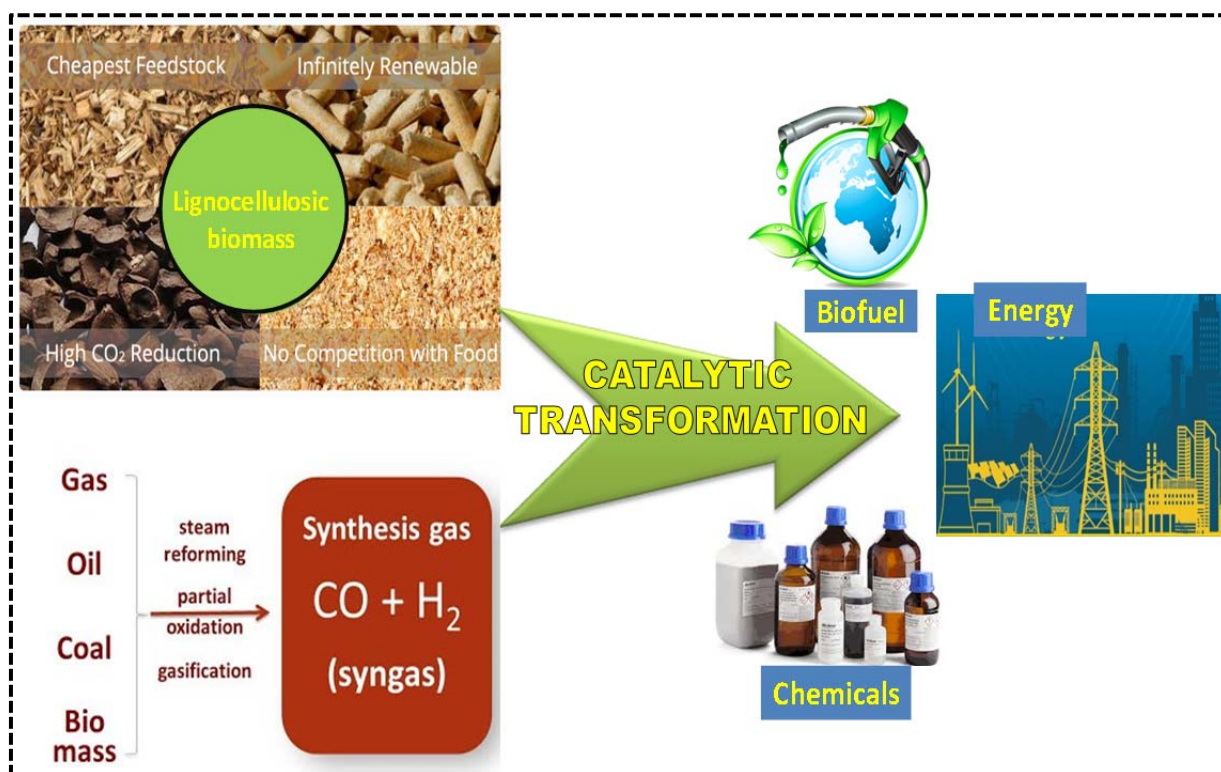 Cheapest Feedstock
Infinitely Renewable
Lignocellulosic
biomass
High CO₂ Reduction
No Competition with Food
Gas
Oil
Coal
Bio
mass
steam
reforming
partial
oxidation
gasification
Synthesis gas
CO + H₂
(syngas)
CATALYTIC
TRANSFORMATION
Biofuel
Energy
Chemicals